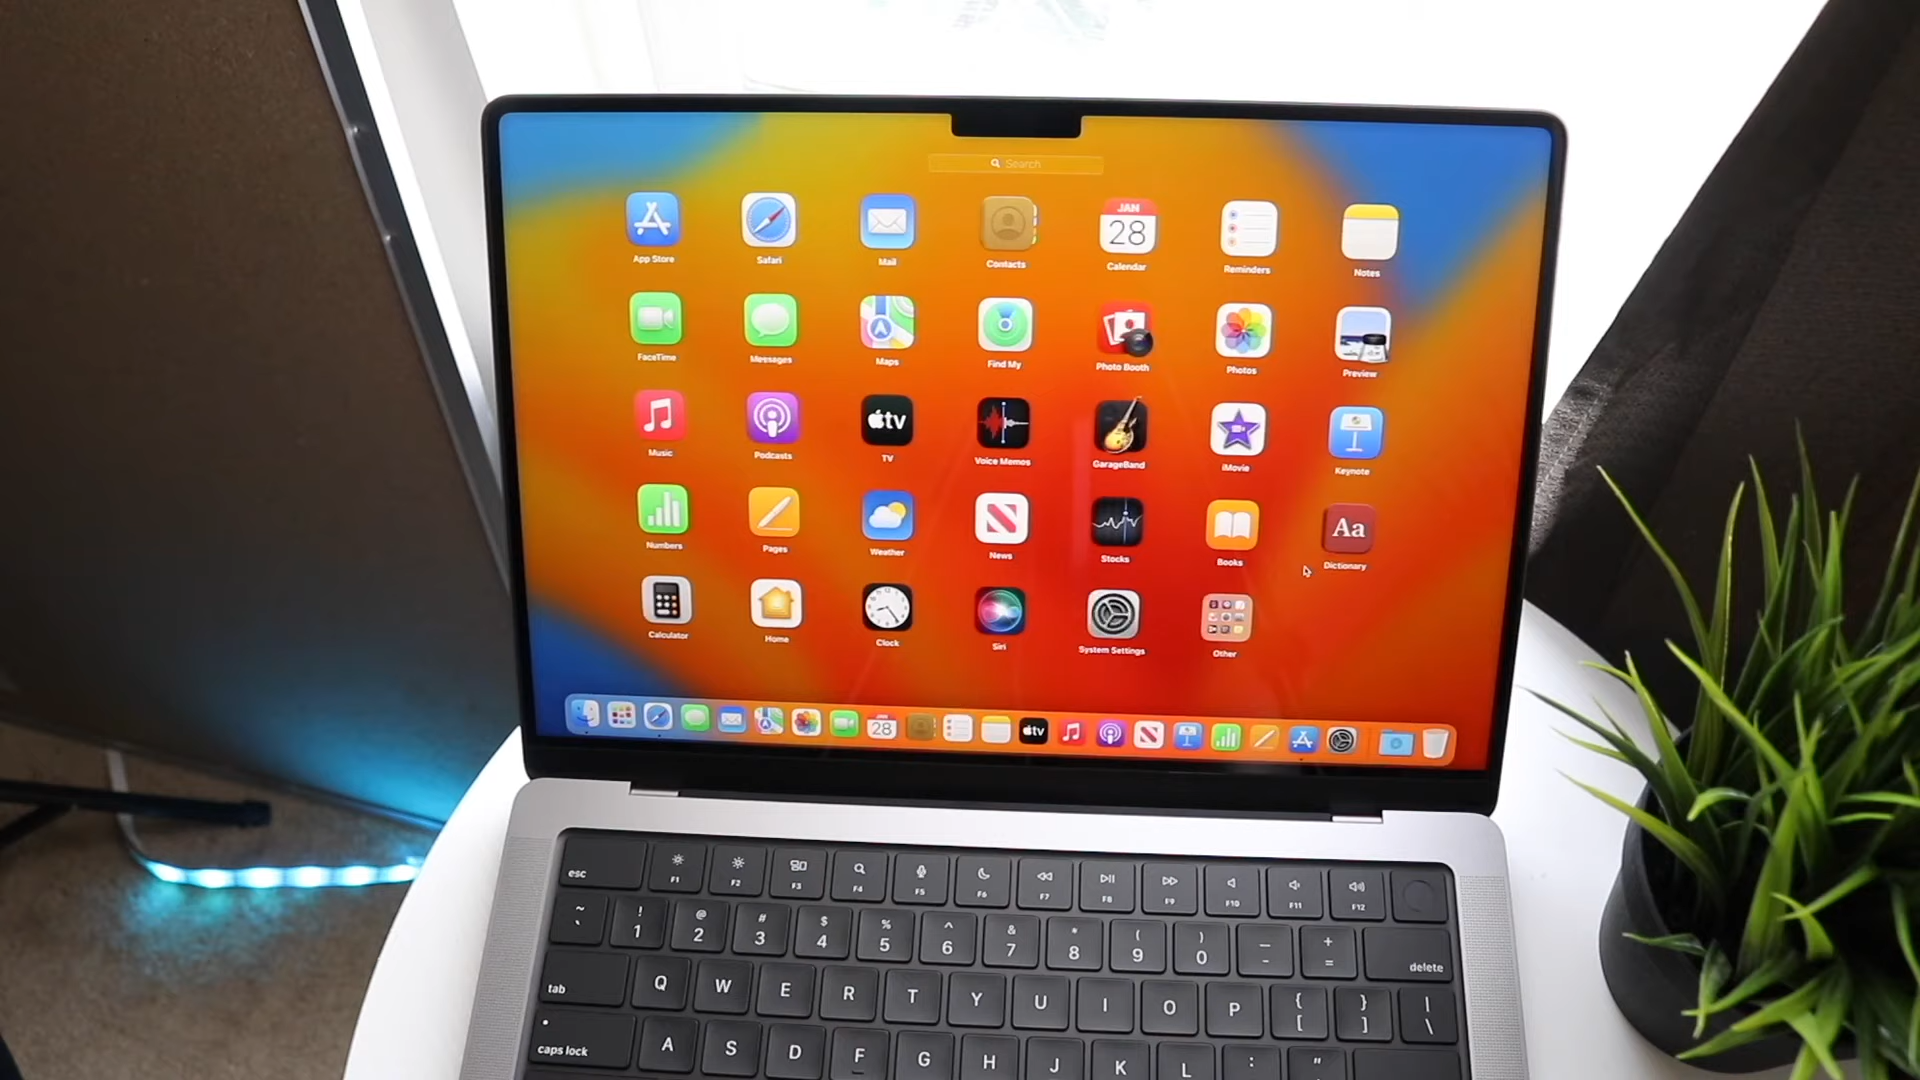 Search
App Store Safari Mail Contacts JAN 28 Calendar Reminders Notes
FaceTime Messages Maps Find My Photo Booth Photos Preview
Music Podcasts tv TV Voice Memos GarageBand iMovie Keynote
Numbers Pages Weather News Stocks Books Aa Dictionary
Calculator Home Clock Siri System Settings Other
JAN 28 tv
esc F1 F2 F3 F4 F5 F6 F7 F8 F9 F10 F11 F12
~ ` ! 1 @ 2 # 3 $ 4 % 5 ^ 6 & 7 * 8 ( 9 ) 0 — - + = delete
tab Q W E R T Y U I O P { [ } ] | \
caps lock A S D F G H J K L : "